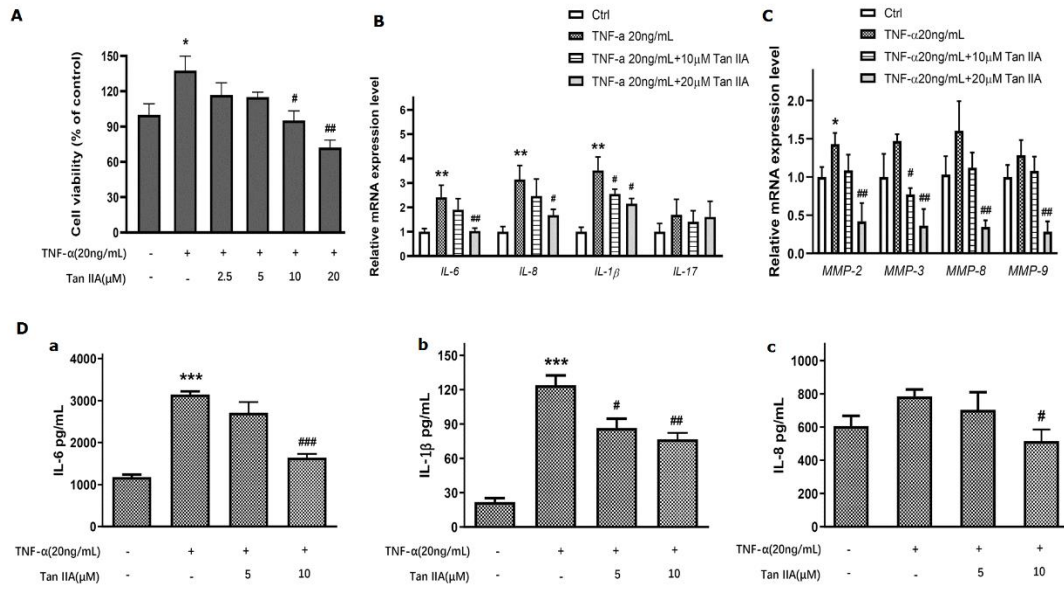 A
Cell viability (% of control)
150
120
90
60
30
0
*
#
##
TNF-α(20ng/mL) - + + + + +
Tan IIA(μM) - - 2.5 5 10 20
B
Ctrl
TNF-a 20ng/mL
TNF-a 20ng/mL+10μM Tan IIA
TNF-a 20ng/mL+20μM Tan IIA
Relative mRNA expression level
6
5
4
3
2
1
0
** ** **
## # # #
IL-6 IL-8 IL-1β IL-17
C
Ctrl
TNF-α20ng/mL
TNF-α20ng/mL+10μM Tan IIA
TNF-α20ng/mL+20μM Tan IIA
Relative mRNA expression level
2.0
1.5
1.0
0.5
0.0
*
#
## ## ## ##
MMP-2 MMP-3 MMP-8 MMP-9
D
a
IL-6 pg/mL
4000
3000
2000
1000
0
***
###
TNF-α(20ng/mL) - + + +
Tan IIA(μM) - - 5 10
b
IL-1β pg/mL
150
120
90
60
30
0
***
#
##
TNF-α(20ng/mL) - + + +
Tan IIA(μM) - - 5 10
c
IL-8 pg/mL
1000
800
600
400
200
0
#
TNF-α(20ng/mL) - + + +
Tan IIA(μM) - - 5 10